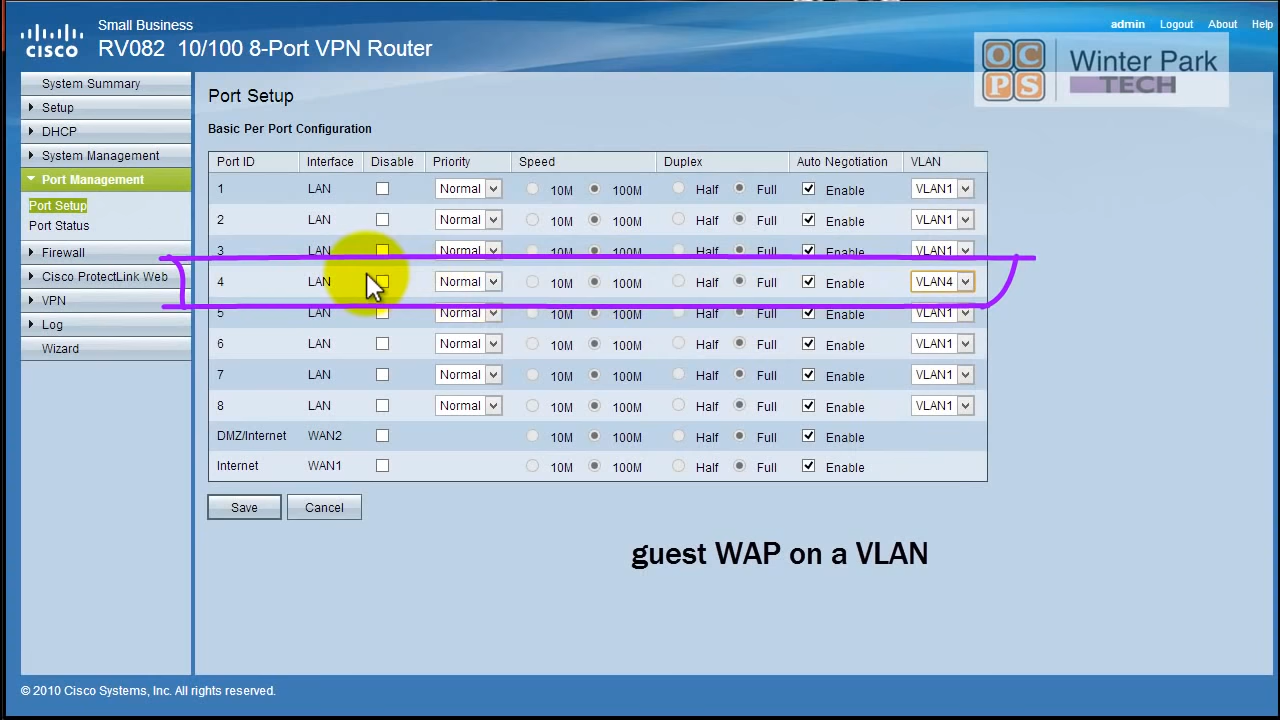 Small Business
CISCO RV082 10/100 8-Port VPN Router
admin Logout About Help
OCPS Winter Park TECH
System Summary
Setup
DHCP
System Management
Port Management
Port Setup
Port Status
Firewall
Cisco ProtectLink Web
VPN
Log
Wizard
Port Setup
Basic Per Port Configuration
Port ID Interface Disable Priority Speed Duplex Auto Negotiation VLAN
1 LAN Normal 10M 100M Half Full Enable VLAN1
2 LAN Normal 10M 100M Half Full Enable VLAN1
3 LAN Normal 10M 100M Half Full Enable VLAN1
4 LAN Normal 10M 100M Half Full Enable VLAN4
5 LAN Normal 10M 100M Half Full Enable VLAN1
6 LAN Normal 10M 100M Half Full Enable VLAN1
7 LAN Normal 10M 100M Half Full Enable VLAN1
8 LAN Normal 10M 100M Half Full Enable VLAN1
DMZ/Internet WAN2 10M 100M Half Full Enable
Internet WAN1 10M 100M Half Full Enable
Save Cancel
guest WAP on a VLAN
© 2010 Cisco Systems, Inc. All rights reserved.